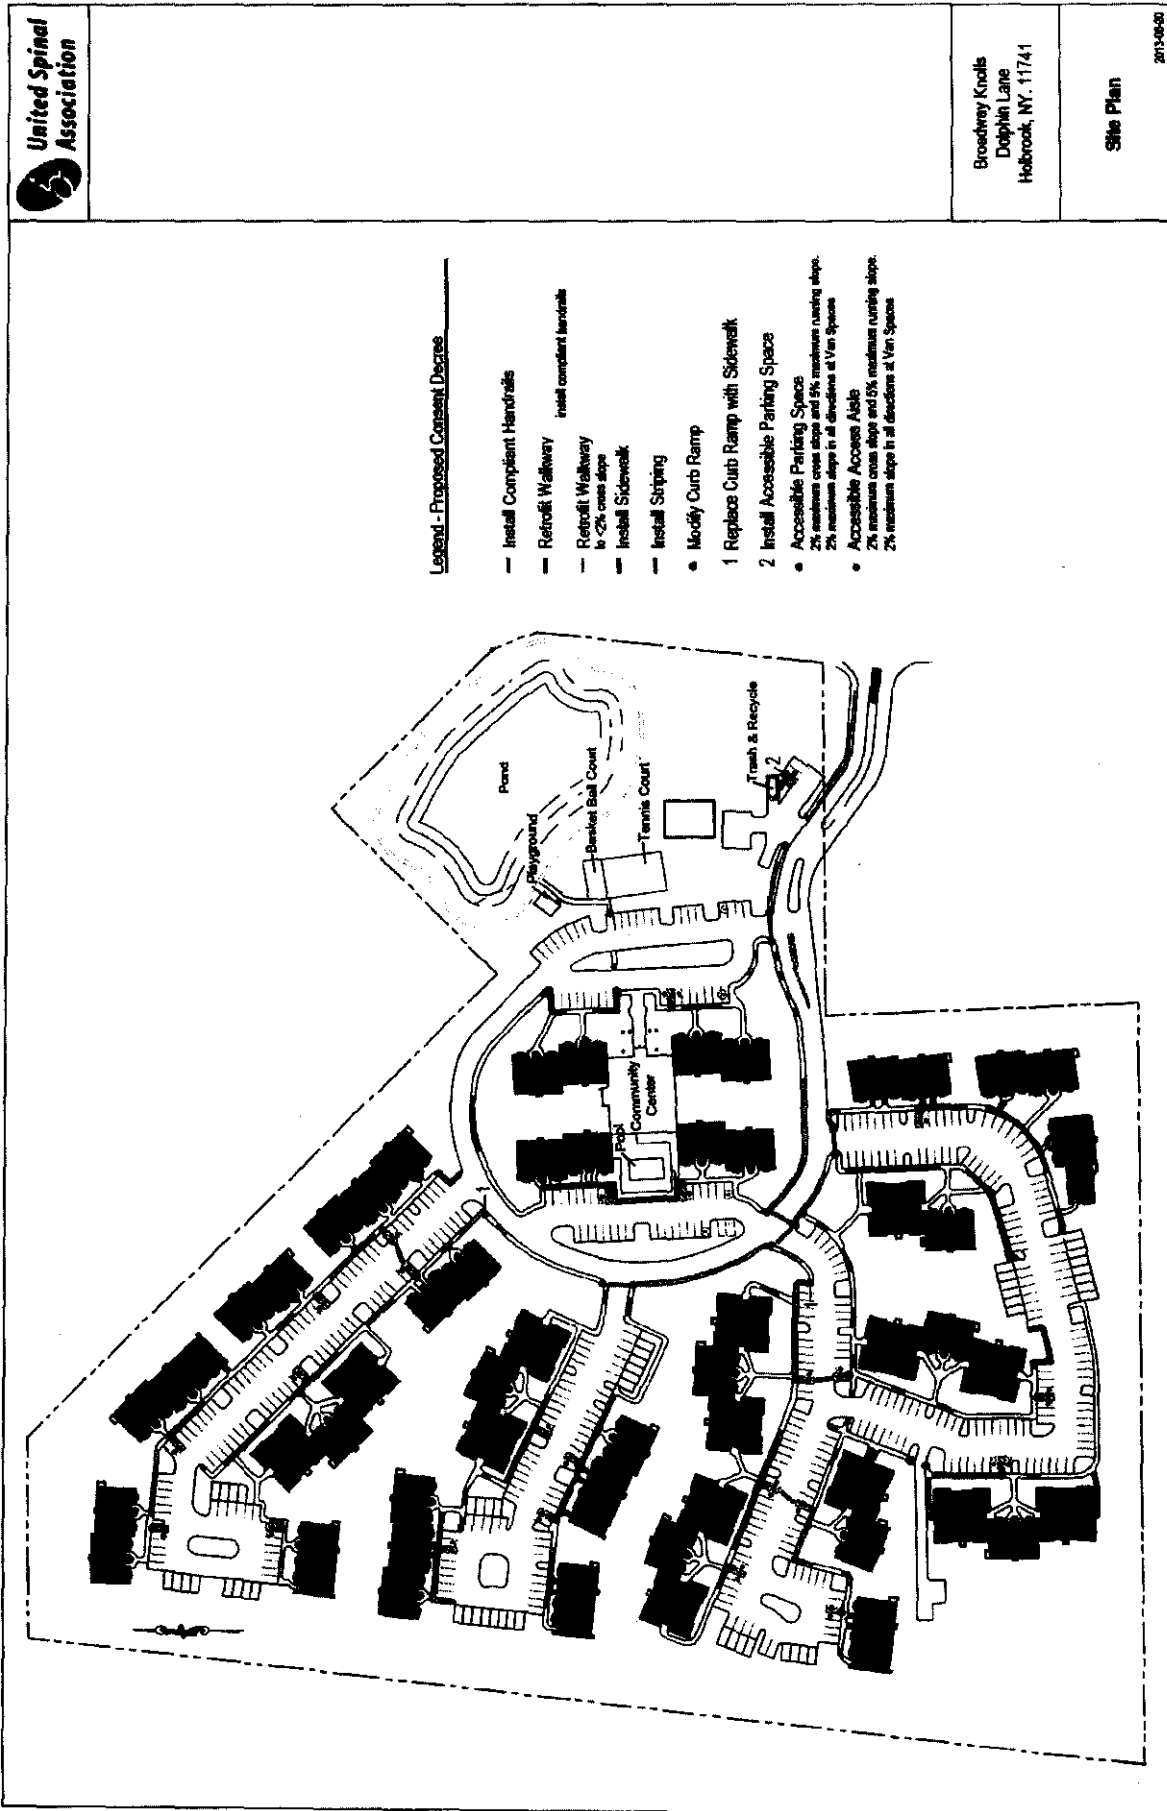 United Spinal
Association
Legend - Proposed Consent Decree
Install Compliant Handrails
Retrofit Walkway
install compliant handrails
Retrofit Walkway
to <2% cross slope
Install Sidewalk
Install Striping
Modify Curb Ramp
1 Replace Curb Ramp with Sidewalk
2 Install Accessible Parking Space
Accessible Parking Space
2% maximum cross slope and 5% maximum running slope.
2% maximum slope in all directions at Van Spaces
Accessible Access Aisle
2% maximum cross slope and 5% maximum running slope.
2% maximum slope in all directions at Van Spaces
Pond
Playground
Basket Ball Court
Tennis Court
Trash & Recycle
2
Community
Center
Pool
1
Broadway Knolls
Dolphin Lane
Holbrook, NY. 11741
Site Plan